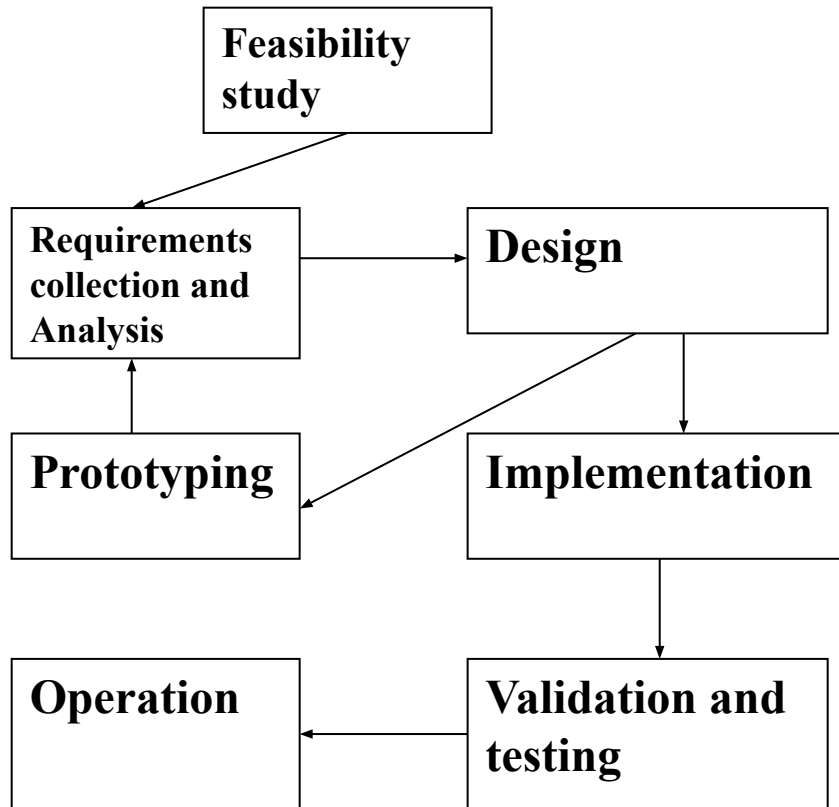 Feasibility
study
Requirements
collection and
Analysis
Design
Prototyping
Implementation
Operation
Validation and
testing